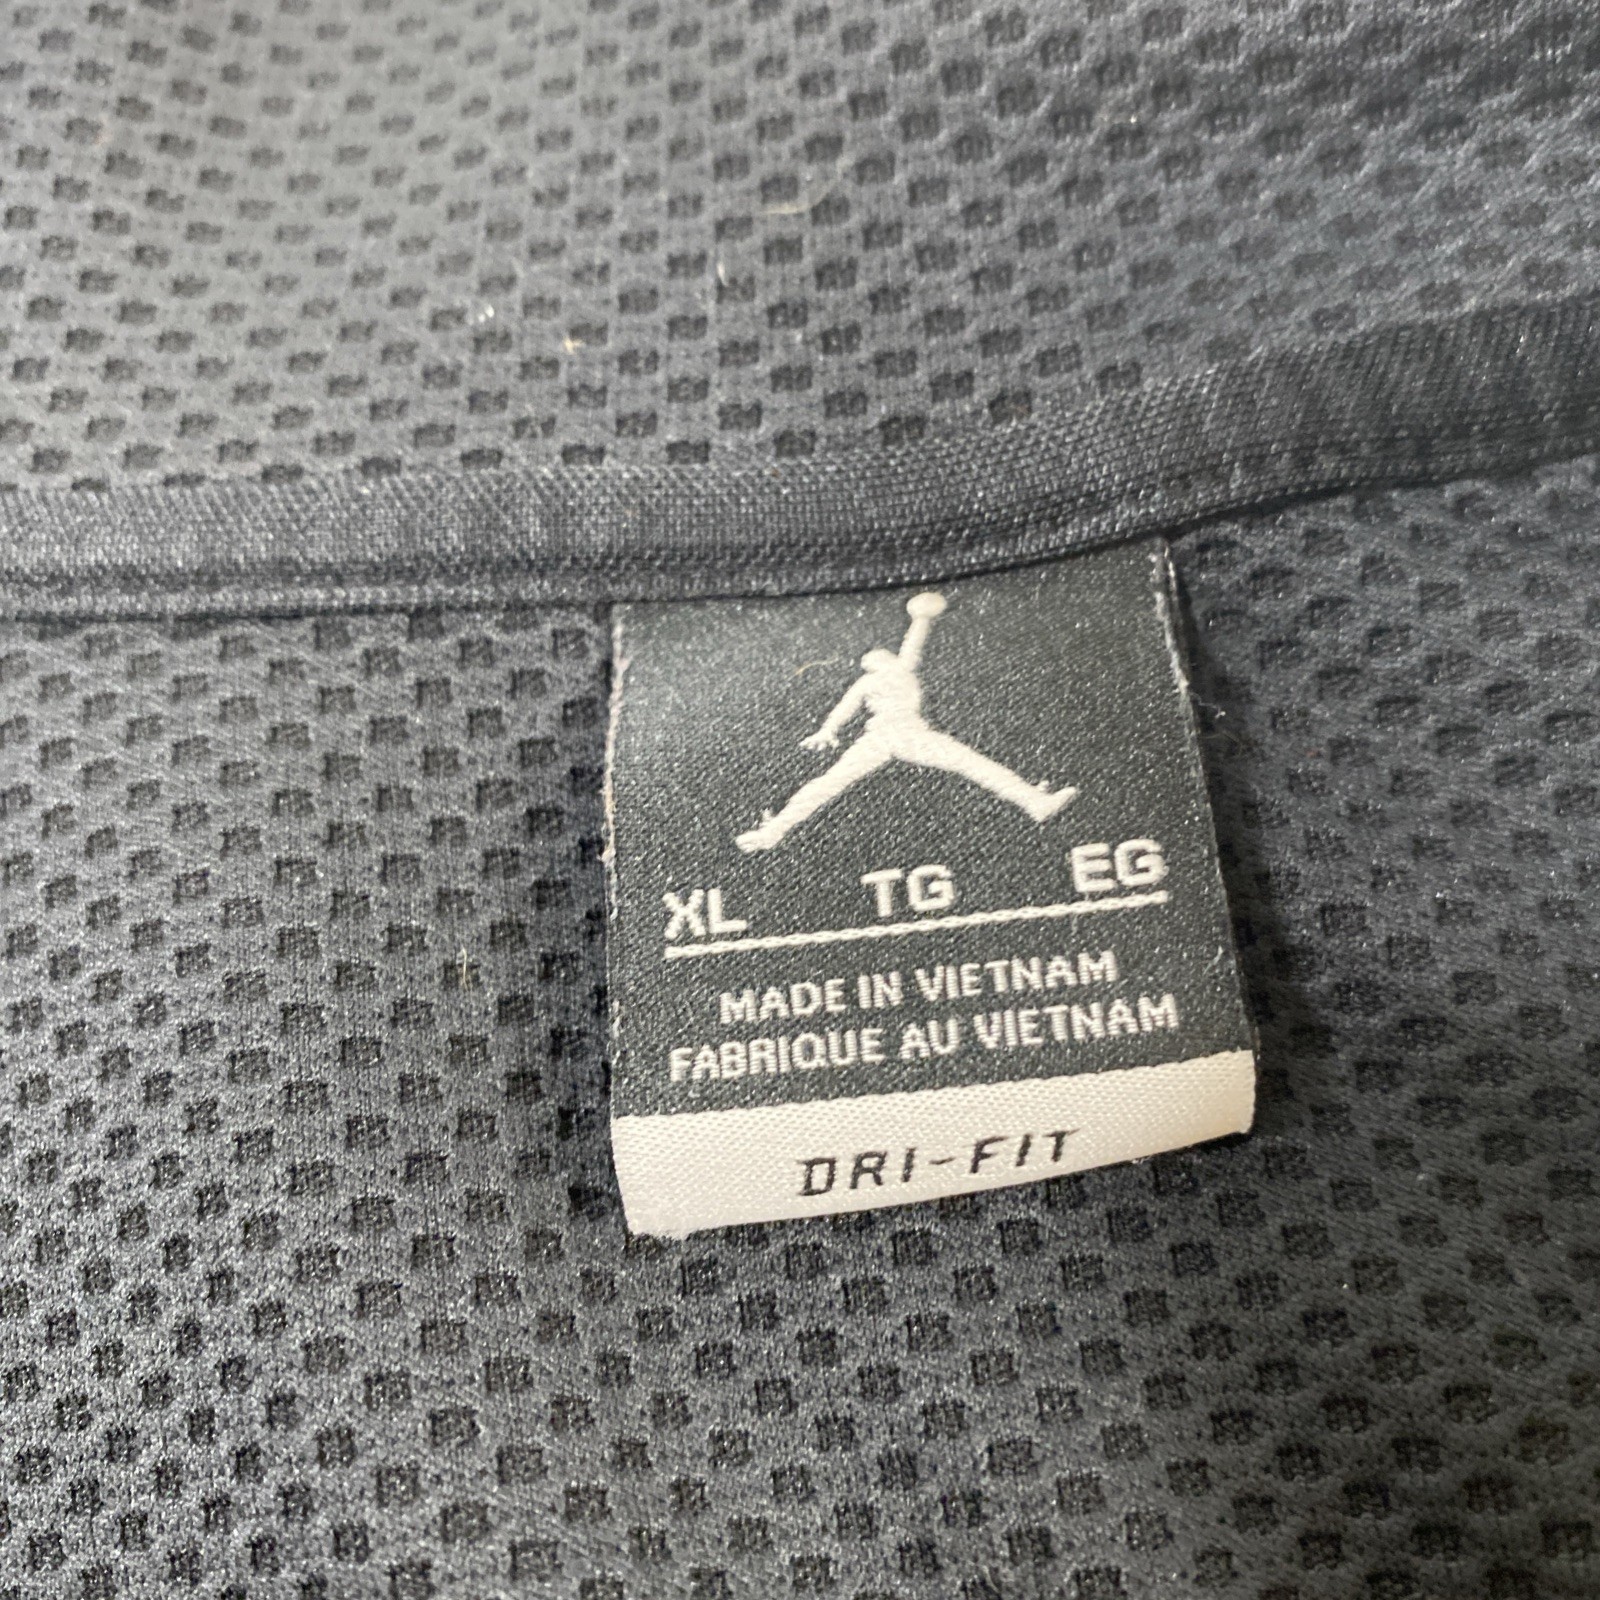 XL TG EG
MADE IN VIETNAM
FABRIQUE AU VIETNAM
DRI-FIT